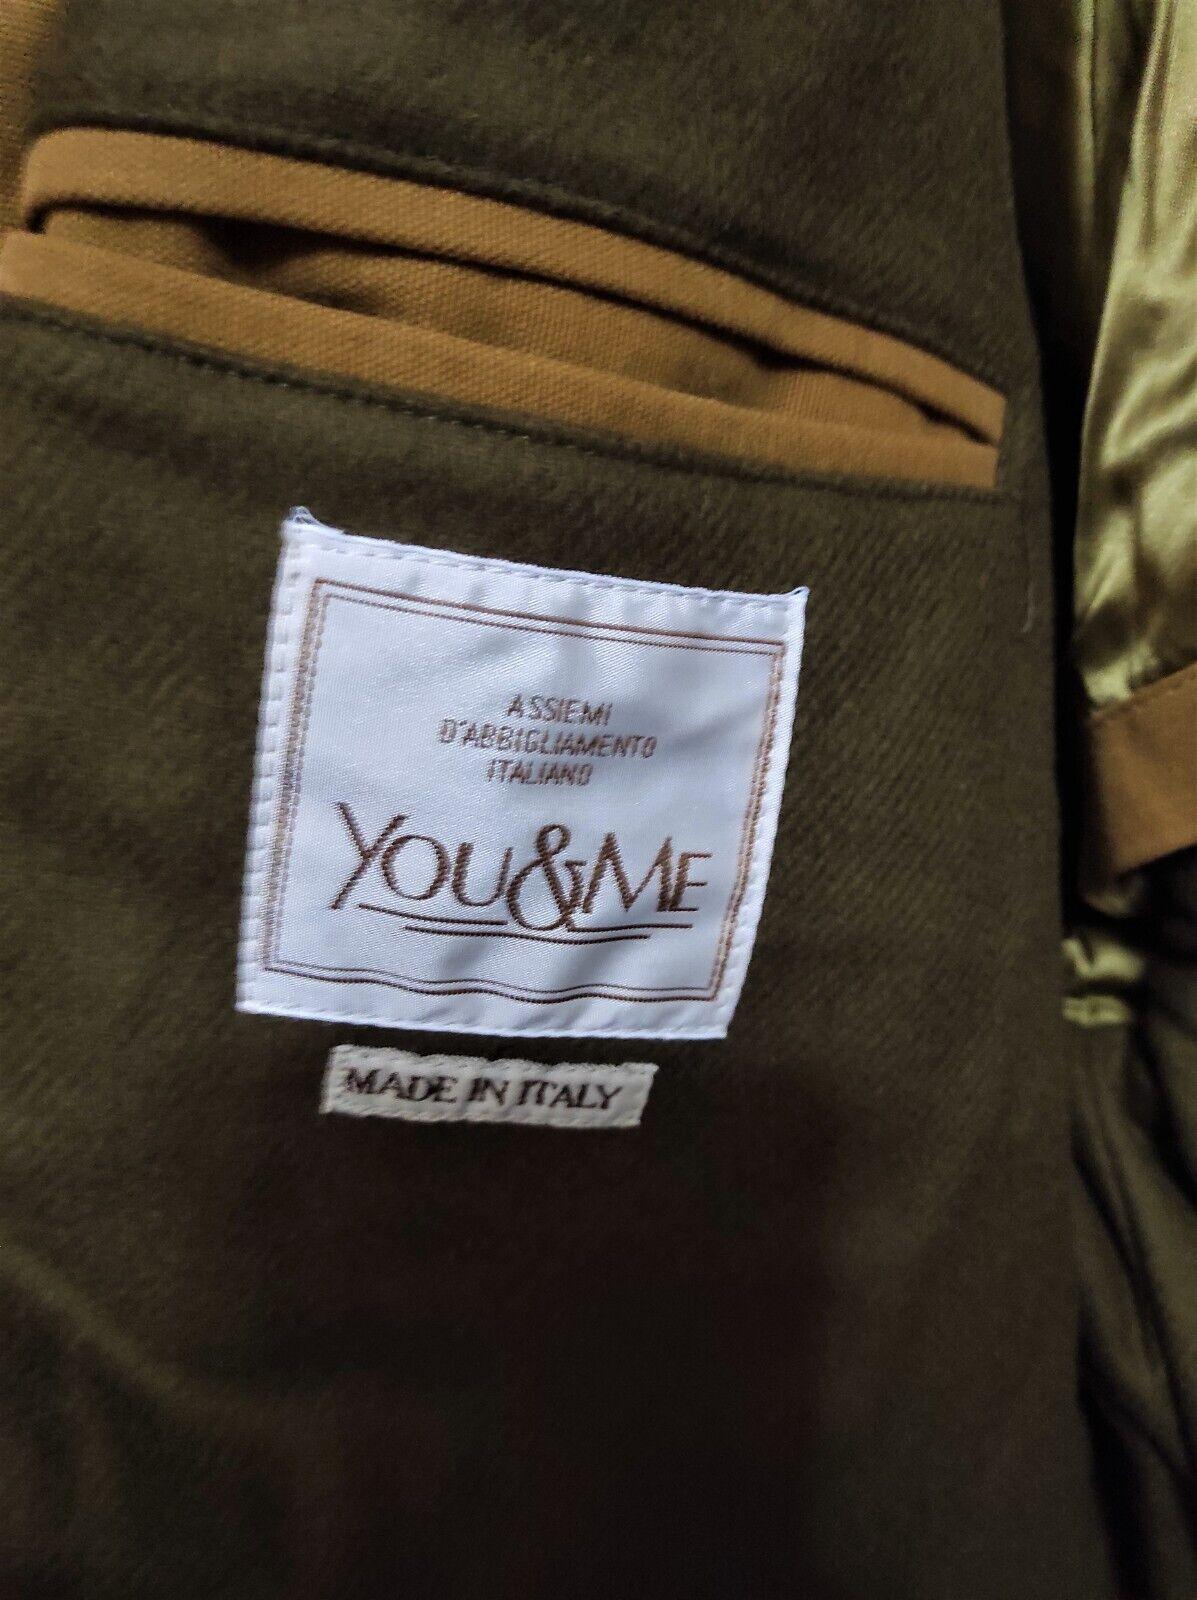 ASSIEMI
D'ABBIGLIAMENTO
ITALIANO
YOU&ME
MADE IN ITALY